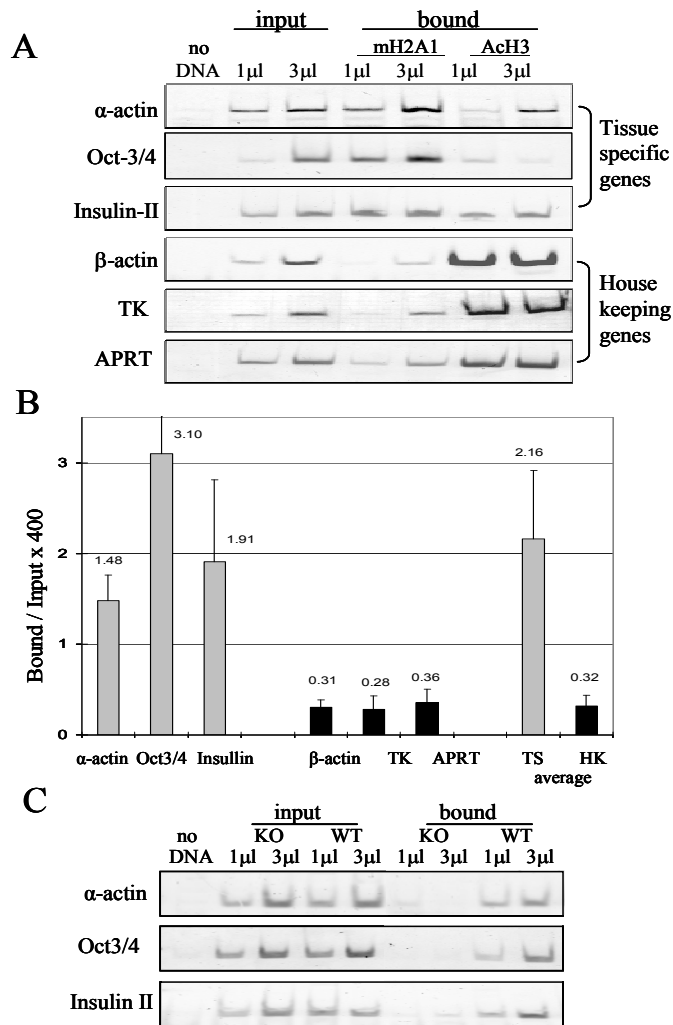 A
input bound
no DNA mH2A1 AcH3
1µl 3µl 1µl 3µl 1µl 3µl
α-actin
Oct-3/4
Insulin-II
Tissue
specific
genes
β-actin
TK
APRT
House
keeping
genes
B
Bound / Input x 400
3
2
1
0
1.48
3.10
1.91
0.31
0.28
0.36
2.16
0.32
α-actin Oct3/4 Insullin β-actin TK APRT TS HK
average
C
input bound
no KO WT KO WT
DNA 1µl 3µl 1µl 3µl 1µl 3µl 1µl 3µl
α-actin
Oct3/4
Insulin II